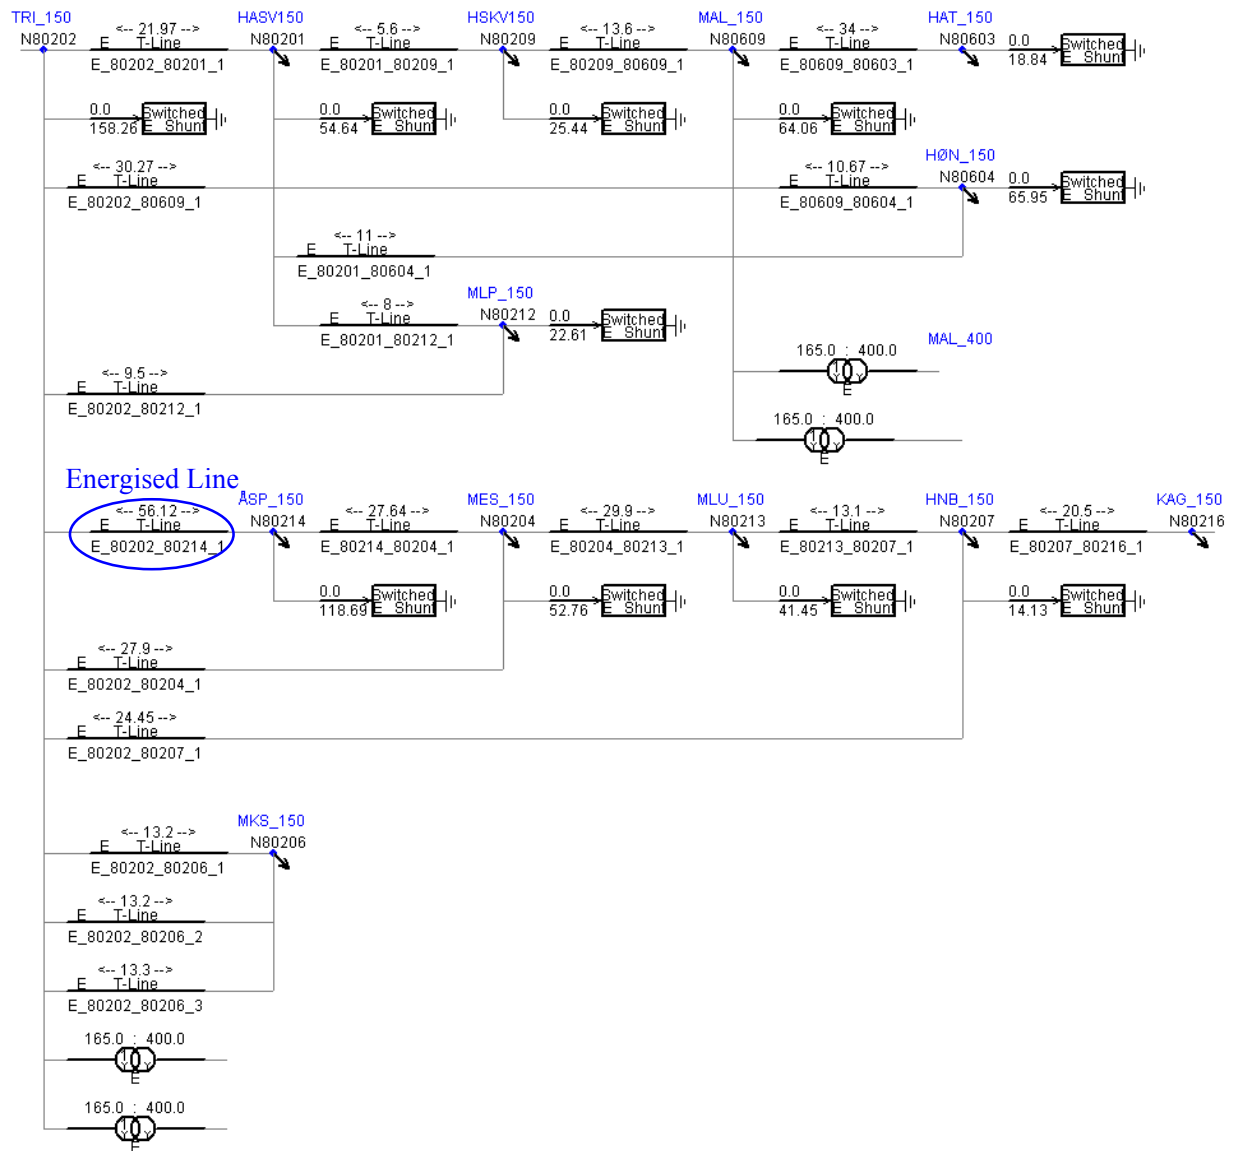 TRI_150 <-- 21.97 --> HASV150 <-- 5.6 --> HSKV150 <-- 13.6 --> MAL_150 <-- 34 --> HAT_150
N80202 E T-Line N80201 E T-Line N80209 E T-Line N80609 E T-Line N80603 0.0 Switched
E_80202_80201_1 E_80201_80209_1 E_80209_80609_1 E_80609_80603_1 18.84 E Shunt
0.0 Switched 0.0 Switched 0.0 Switched 0.0 Switched
158.26 E Shunt 54.64 E Shunt 25.44 E Shunt 64.06 E Shunt
<-- 30.27 --> <-- 10.67 --> HØN_150
E T-Line E T-Line N80604 0.0 Switched
E_80202_80609_1 E_80609_80604_1 65.95 E Shunt
<-- 11 -->
E T-Line
E_80201_80604_1
<-- 8 --> MLP_150
E T-Line N80212 0.0 Switched
E_80201_80212_1 22.61 E Shunt
MAL_400
165.0 : 400.0
E
<-- 9.5 -->
E T-Line
E_80202_80212_1
165.0 : 400.0
E
Energised Line
<-- 56.12 --> ÅSP_150 <-- 27.64 --> MES_150 <-- 29.9 --> MLU_150 <-- 13.1 --> HNB_150 <-- 20.5 --> KAG_150
E T-Line N80214 E T-Line N80204 E T-Line N80213 E T-Line N80207 E T-Line N80216
E_80202_80214_1 E_80214_80204_1 E_80204_80213_1 E_80213_80207_1 E_80207_80216_1
0.0 Switched 0.0 Switched 0.0 Switched 0.0 Switched
118.69 E Shunt 52.76 E Shunt 41.45 E Shunt 14.13 E Shunt
<-- 27.9 -->
E T-Line
E_80202_80204_1
<-- 24.45 -->
E T-Line
E_80202_80207_1
<-- 13.2 --> MKS_150
E T-Line N80206
E_80202_80206_1
<-- 13.2 -->
E T-Line
E_80202_80206_2
<-- 13.3 -->
E T-Line
E_80202_80206_3
165.0 : 400.0
E
165.0 : 400.0
E